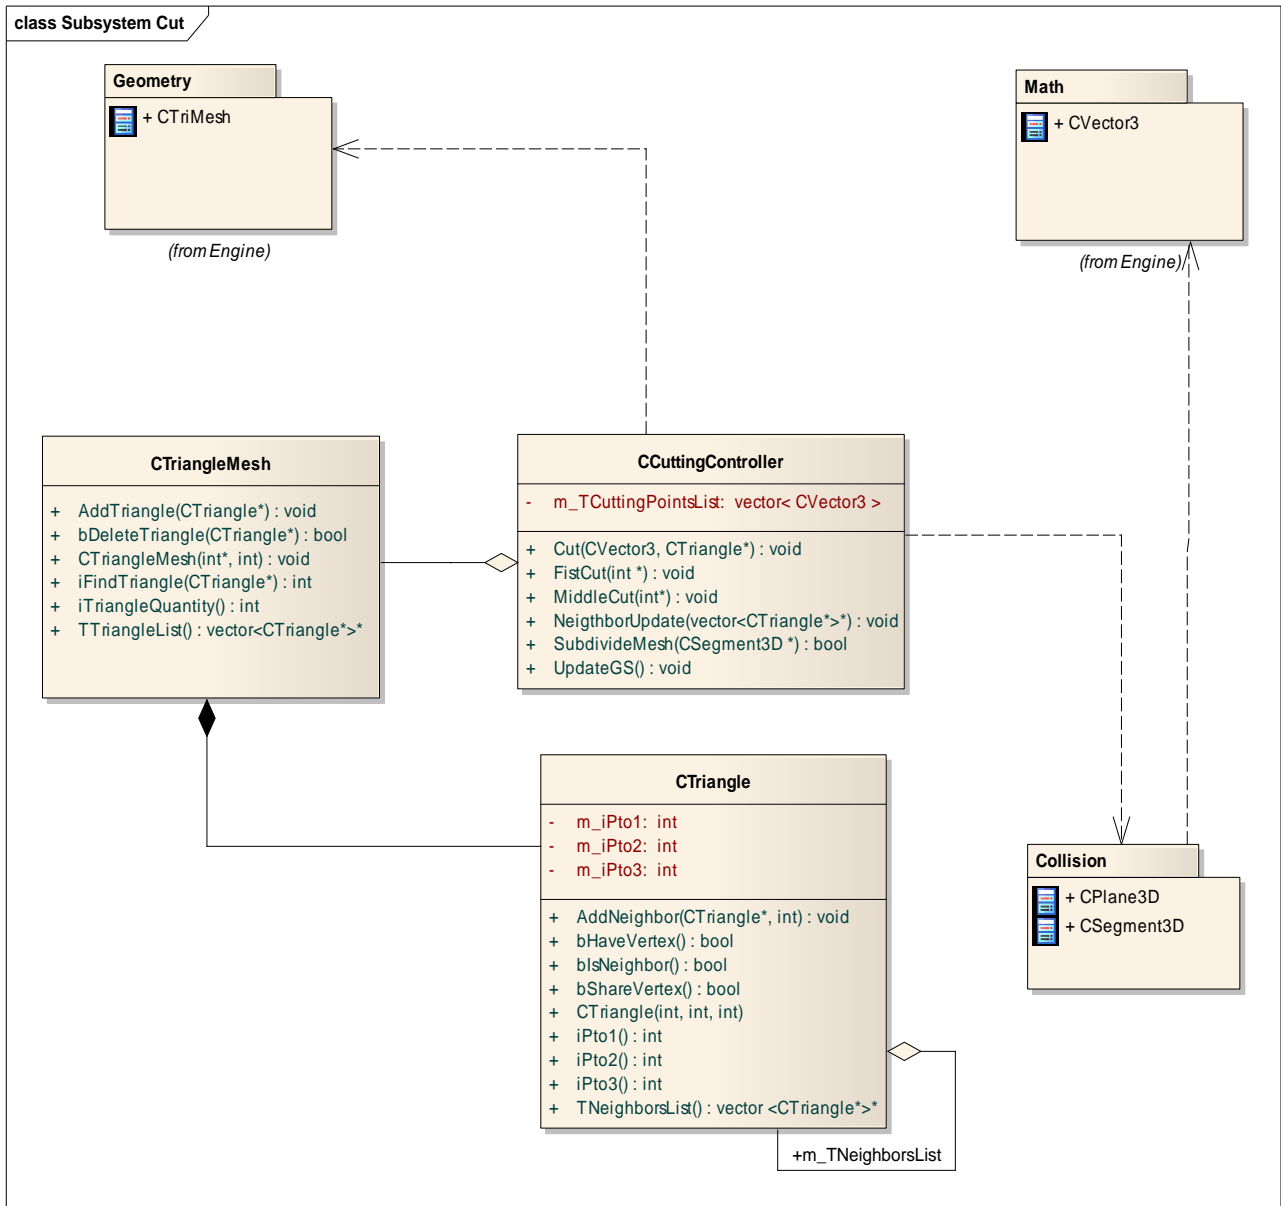 class Subsystem Cut
Geometry
+ CTriMesh
(from Engine)
Math
+ CVector3
(from Engine)
CTriangleMesh
+ AddTriangle(CTriangle*) : void
+ bDeleteTriangle(CTriangle*) : bool
+ CTriangleMesh(int*, int) : void
+ iFindTriangle(CTriangle*) : int
+ iTriangleQuantity() : int
+ TTriangleList() : vector<CTriangle*>*
CCuttingController
- m_TCuttingPointsList: vector< CVector3 >
+ Cut(CVector3, CTriangle*) : void
+ FistCut(int *) : void
+ MiddleCut(int*) : void
+ NeigthborUpdate(vector<CTriangle*>*) : void
+ SubdivideMesh(CSegment3D *) : bool
+ UpdateGS() : void
CTriangle
- m_iPto1: int
- m_iPto2: int
- m_iPto3: int
+ AddNeighbor(CTriangle*, int) : void
+ bHaveVertex() : bool
+ bIsNeighbor() : bool
+ bShareVertex() : bool
+ CTriangle(int, int, int)
+ iPto1() : int
+ iPto2() : int
+ iPto3() : int
+ TNeighborsList() : vector <CTriangle*>*
+m_TNeighborsList
Collision
+ CPlane3D
+ CSegment3D